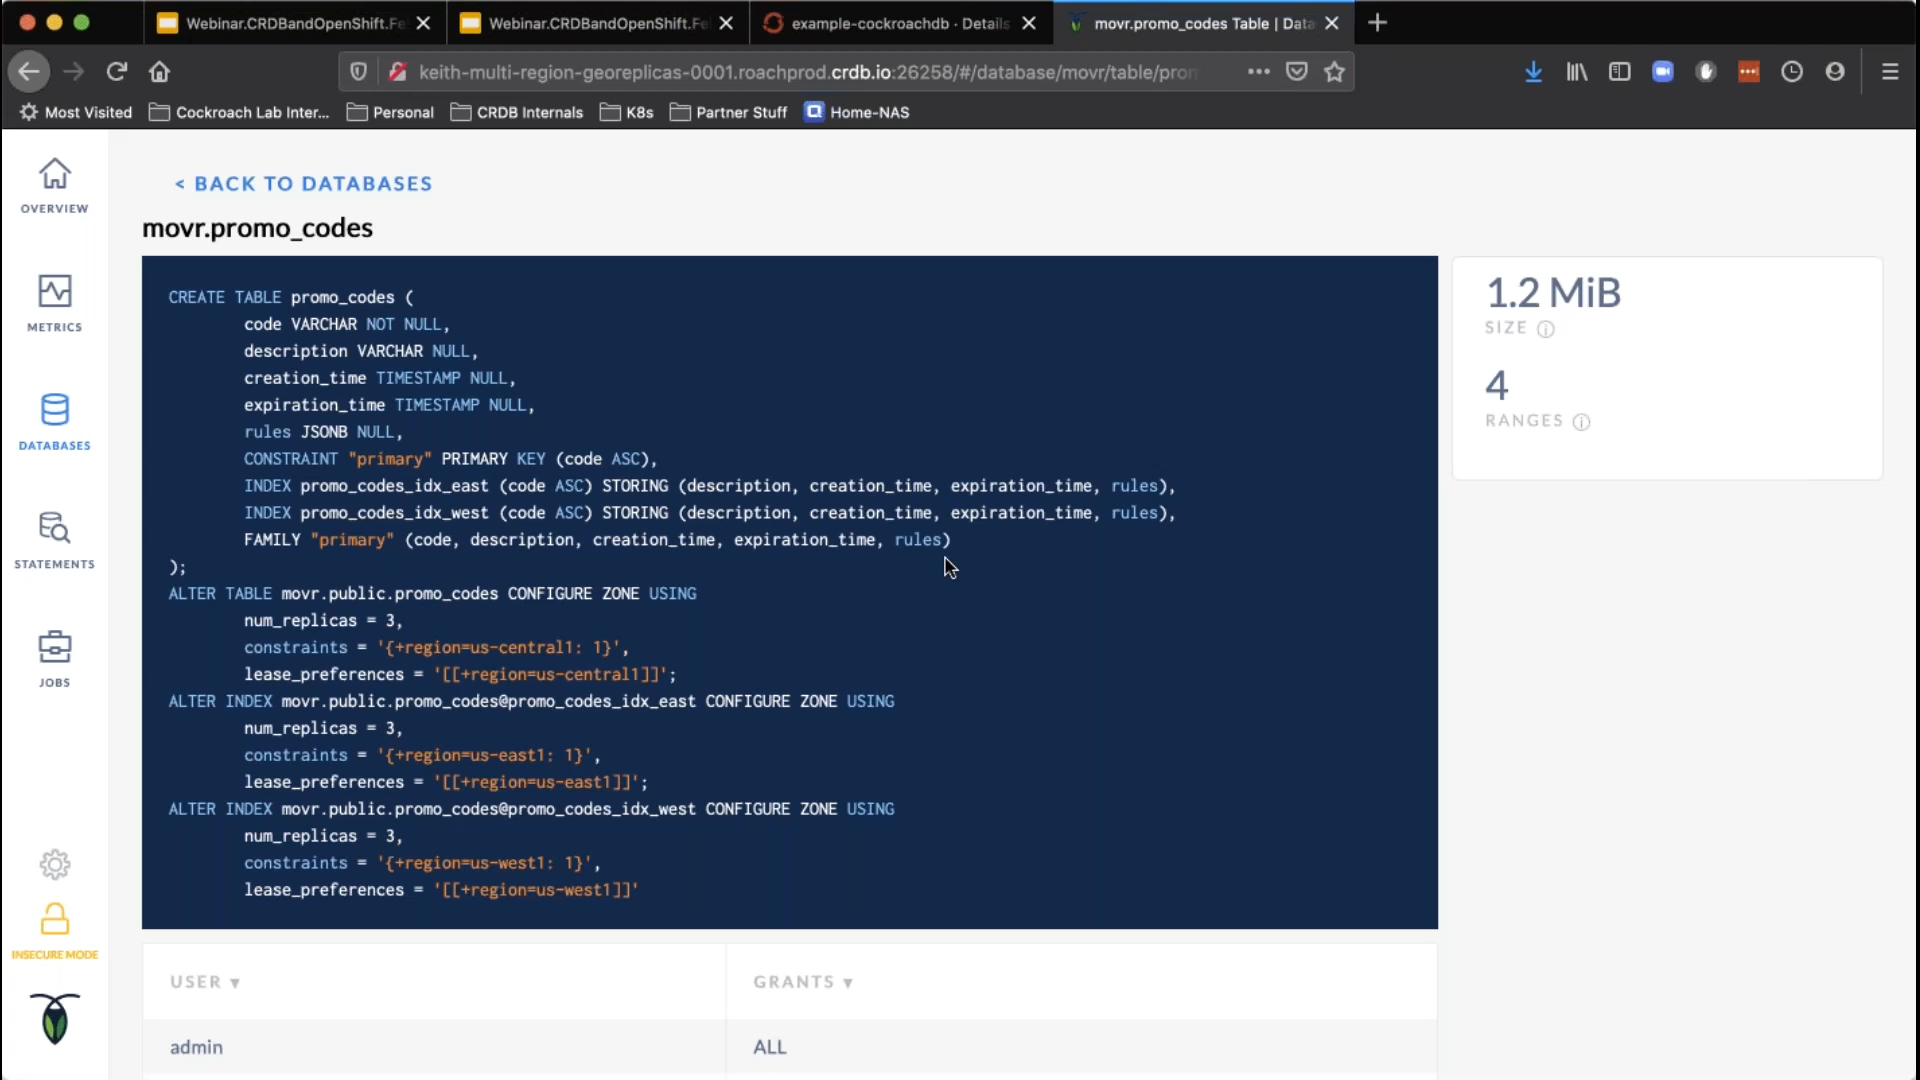 Webinar.CRDBandOpenShift.Fe
Webinar.CRDBandOpenShift.Fe
example-cockroachdb · Details
movr.promo_codes Table | Data
keith-multi-region-georeplicas-0001.roachprod.crdb.io:26258/#/database/movr/table/pron
Most Visited
Cockroach Lab Inter...
Personal
CRDB Internals
K8s
Partner Stuff
Home-NAS
OVERVIEW
METRICS
DATABASES
STATEMENTS
JOBS
INSECURE MODE
< BACK TO DATABASES
movr.promo_codes
CREATE TABLE promo_codes (
code VARCHAR NOT NULL,
description VARCHAR NULL,
creation_time TIMESTAMP NULL,
expiration_time TIMESTAMP NULL,
rules JSONB NULL,
CONSTRAINT "primary" PRIMARY KEY (code ASC),
INDEX promo_codes_idx_east (code ASC) STORING (description, creation_time, expiration_time, rules),
INDEX promo_codes_idx_west (code ASC) STORING (description, creation_time, expiration_time, rules),
FAMILY "primary" (code, description, creation_time, expiration_time, rules)
);
ALTER TABLE movr.public.promo_codes CONFIGURE ZONE USING
num_replicas = 3,
constraints = '{+region=us-central1: 1}',
lease_preferences = '[[+region=us-central1]]';
ALTER INDEX movr.public.promo_codes@promo_codes_idx_east CONFIGURE ZONE USING
num_replicas = 3,
constraints = '{+region=us-east1: 1}',
lease_preferences = '[[+region=us-east1]]';
ALTER INDEX movr.public.promo_codes@promo_codes_idx_west CONFIGURE ZONE USING
num_replicas = 3,
constraints = '{+region=us-west1: 1}',
lease_preferences = '[[+region=us-west1]]'
1.2 MiB
SIZE
4
RANGES
USER ▼
GRANTS ▼
admin
ALL